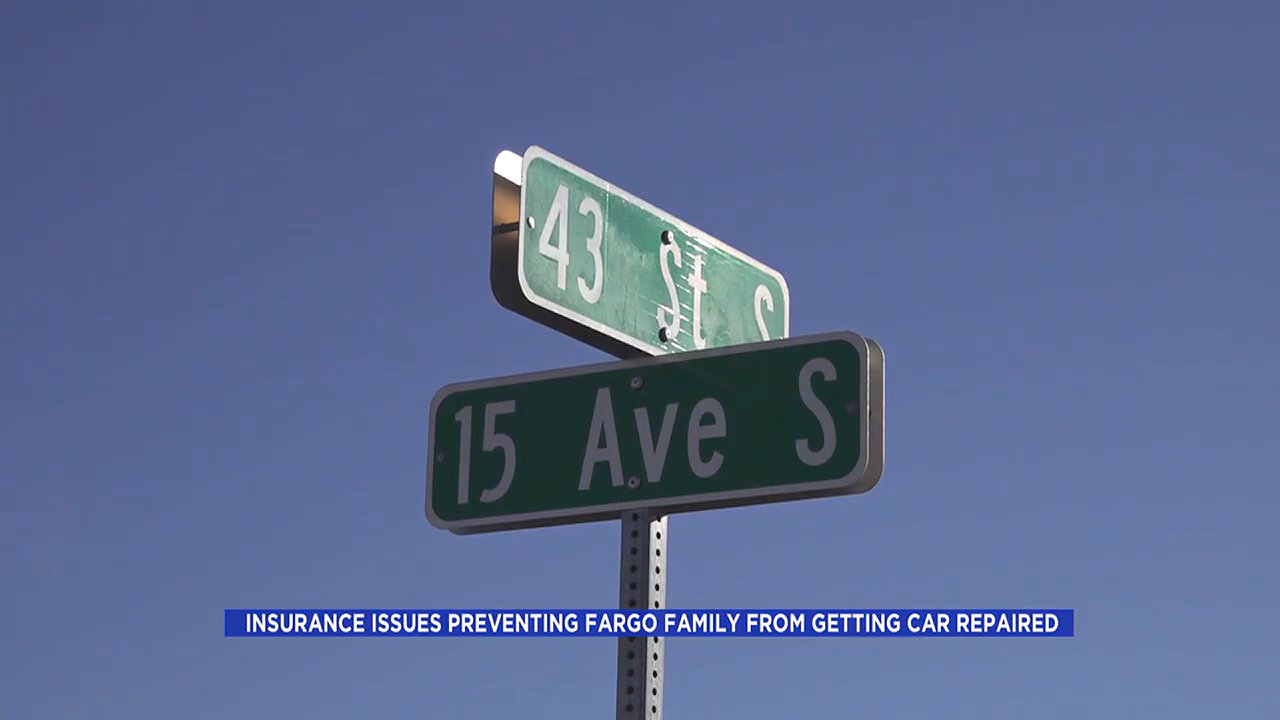 43 St S
15 Ave S
INSURANCE ISSUES PREVENTING FARGO FAMILY FROM GETTING CAR REPAIRED